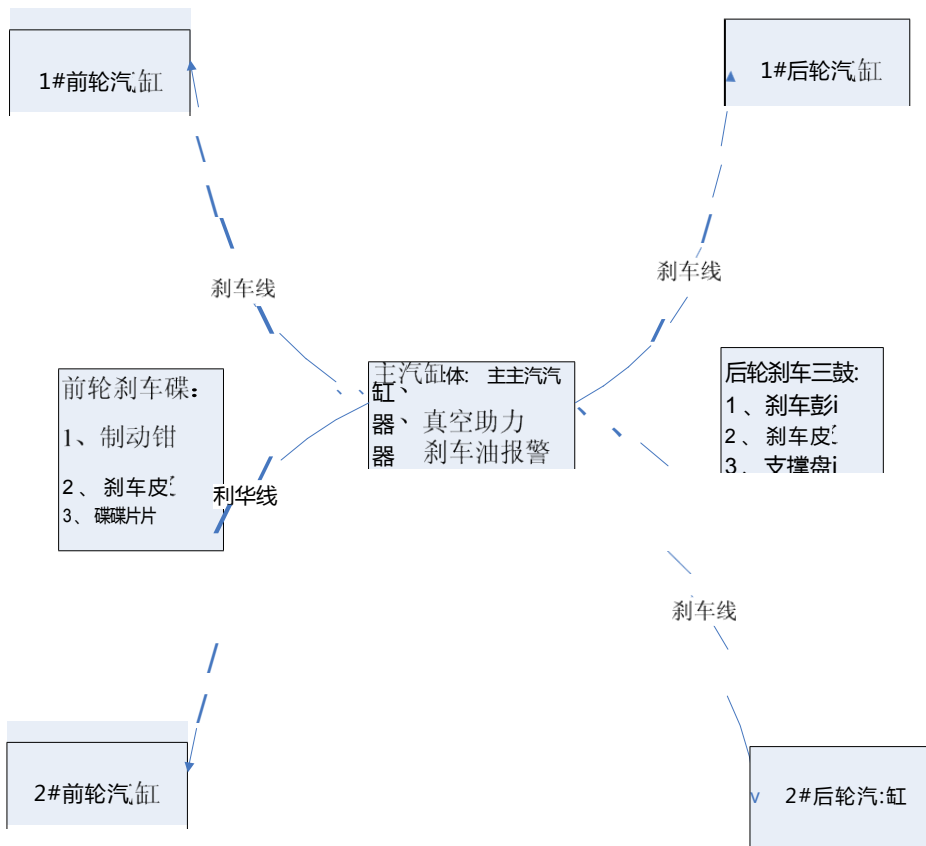 1#前轮汽缸
1#后轮汽缸
刹车线
刹车线
前轮刹车碟：
1、制动钳
2、刹车皮
3、碟碟片片
主汽缸体: 主主汽汽
缸、
器、真空助力
器 刹车油报警
后轮刹车三鼓:
1、刹车彭i
2、刹车皮
3、支撑盘i
利华线
刹车线
2#前轮汽缸
v 2#后轮汽:缸